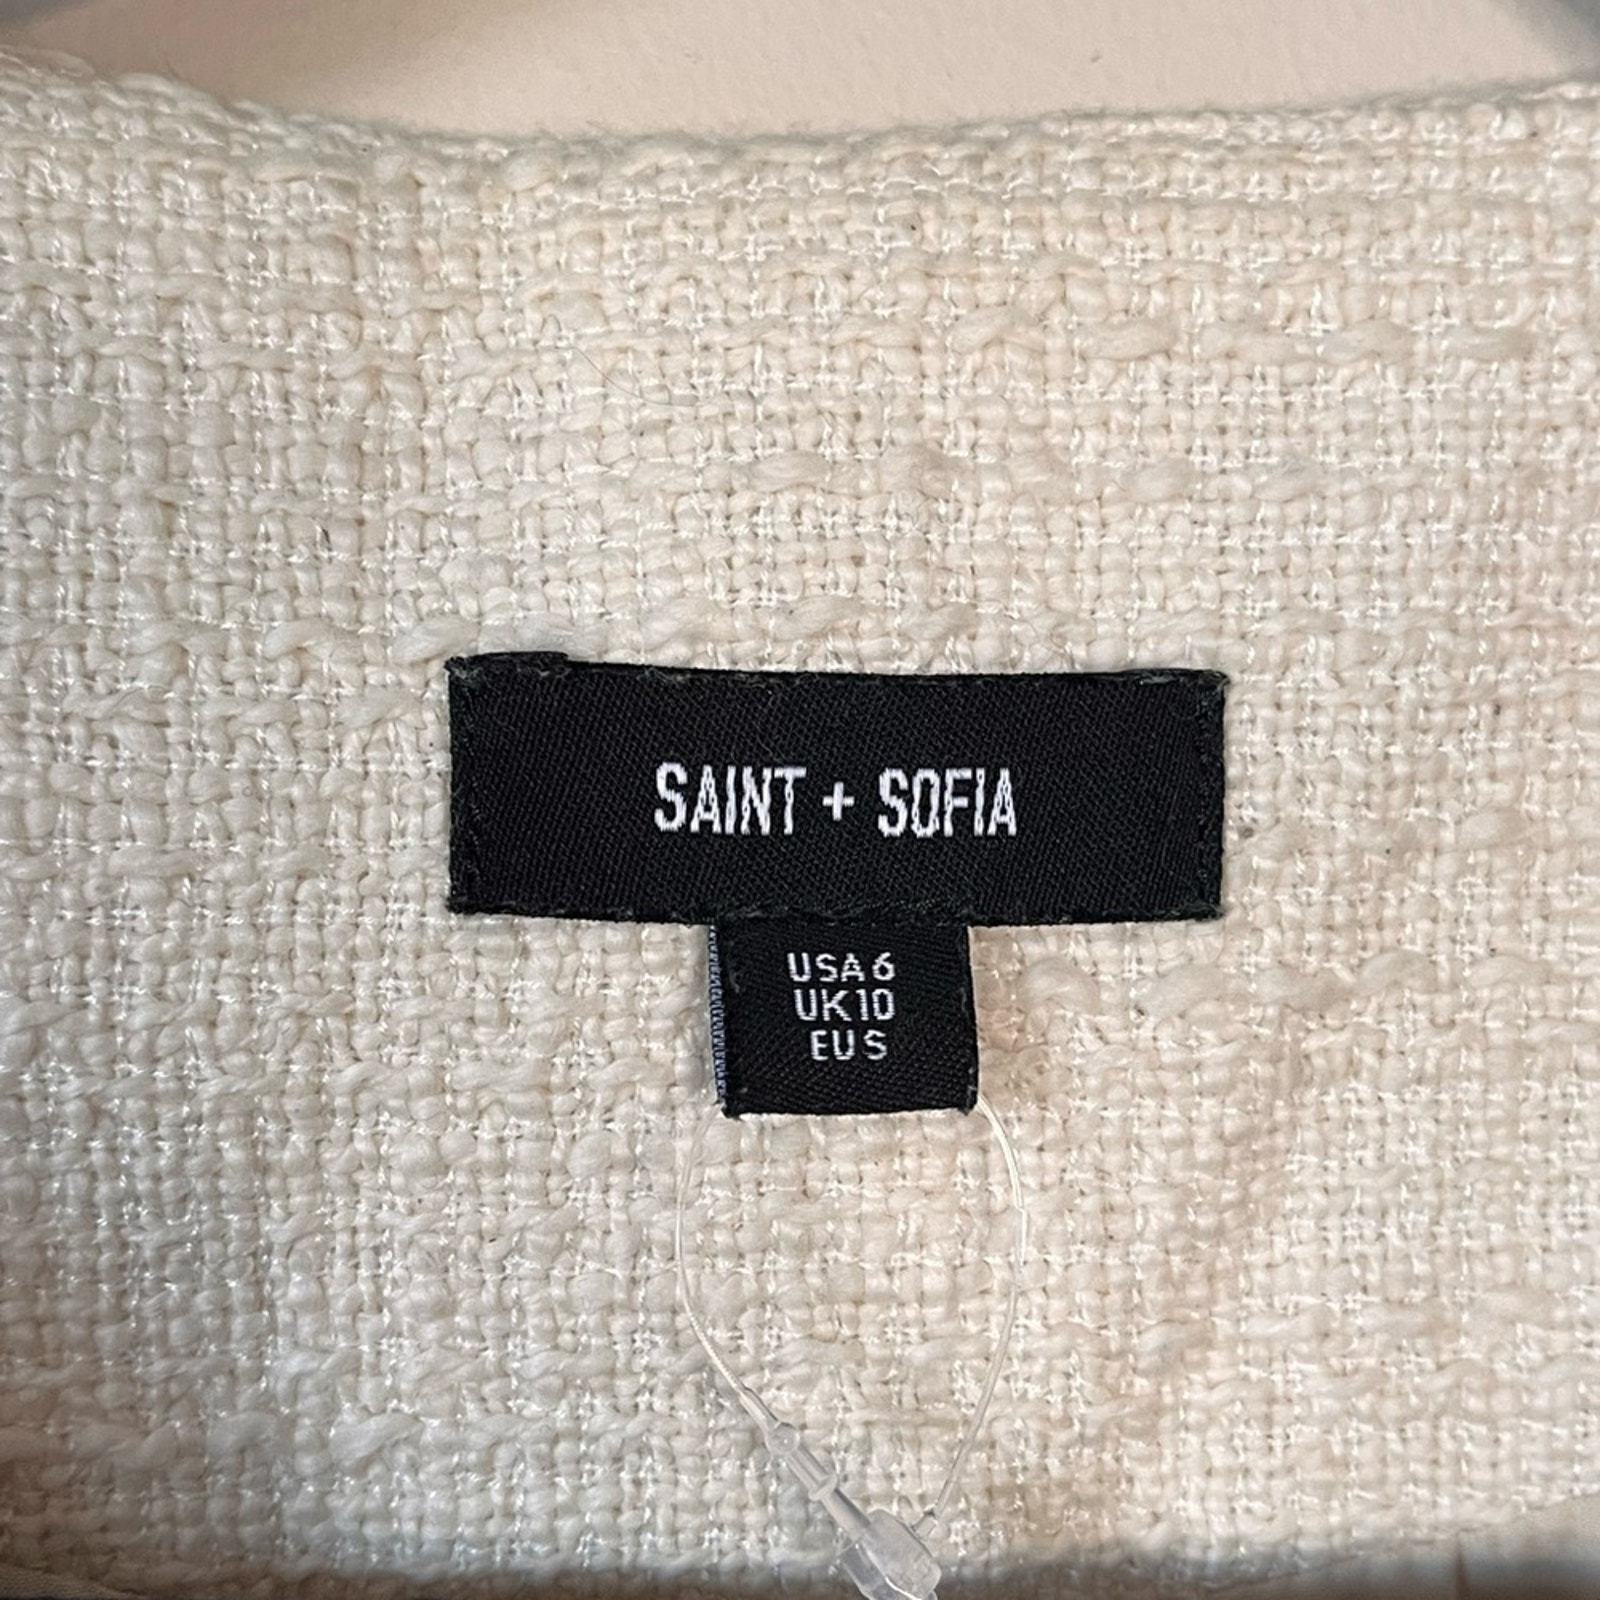 SAINT + SOFIA
USA 6
UK 10
EU S